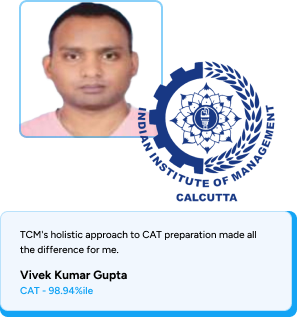 INDIAN INSTITUTE OF MANAGEMENT
CALCUTTA
TCM's holistic approach to CAT preparation made all
the difference for me.
Vivek Kumar Gupta
CAT - 98.94%ile